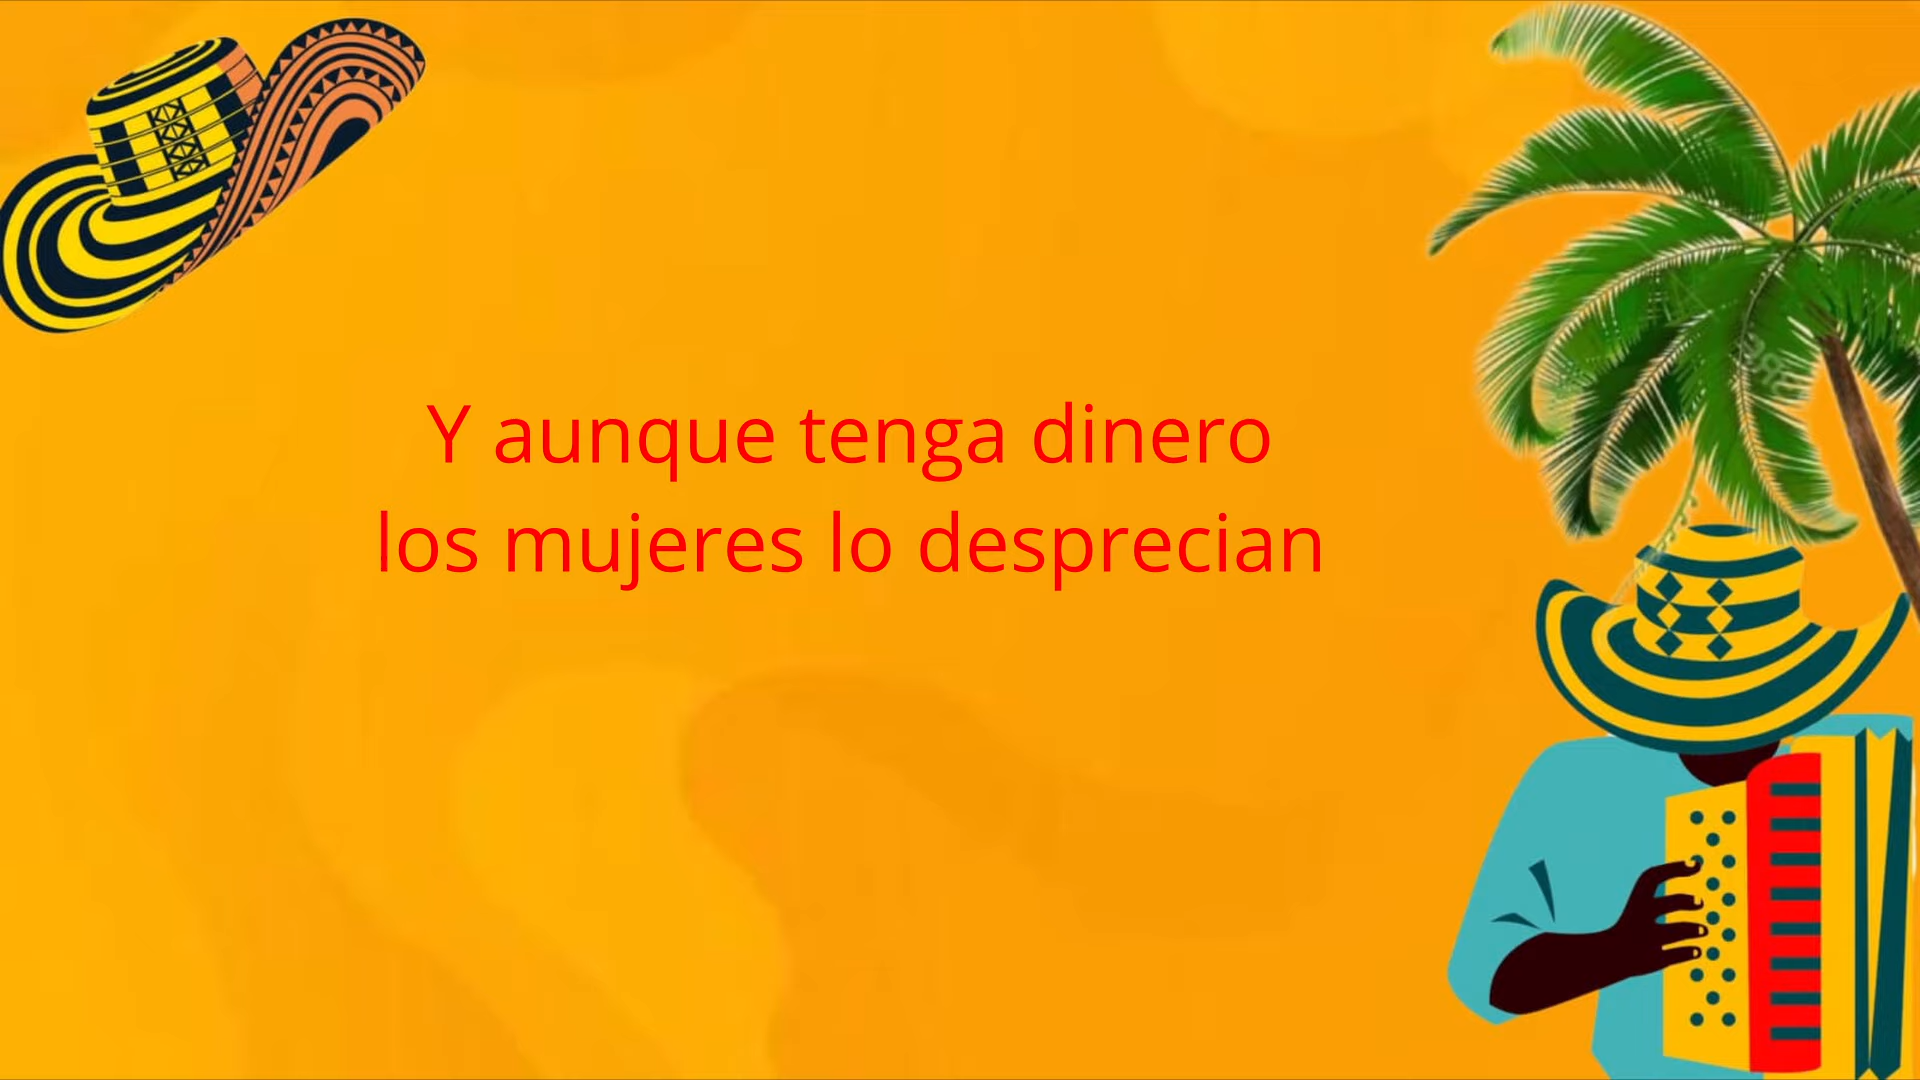 Y aunque tenga dinero
los mujeres lo desprecian